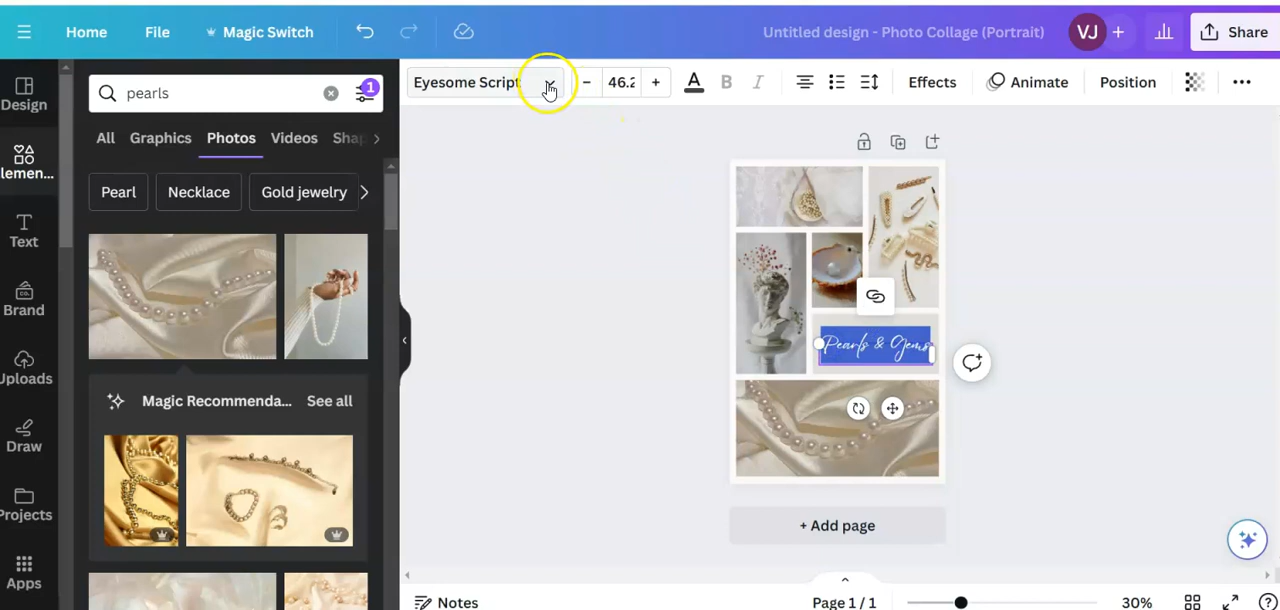 Home File Magic Switch Untitled design - Photo Collage (Portrait) VJ Share
Design
pearls 1
Eyesome Script 46.2 A B I Effects Animate Position
Elemen...
All Graphics Photos Videos
Pearl Necklace Gold jewelry
Text
Brand
Uploads
Magic Recommenda... See all
Draw
Projects
Apps
Pearls & Gems
+ Add page
Notes Page 1 / 1 30%